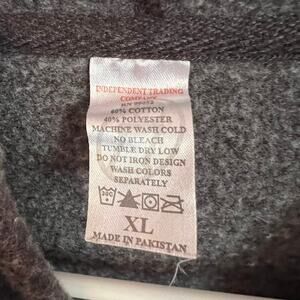 INDEPENDENT TRADING
COMPANY
RN
60% COTTON
40% POLYESTER
MACHINE WASH COLD
NO BLEACH
TUMBLE DRY LOW
DO NOT IRON DESIGN
WASH COLORS
SEPARATELY
XL
MADE IN PAKISTAN